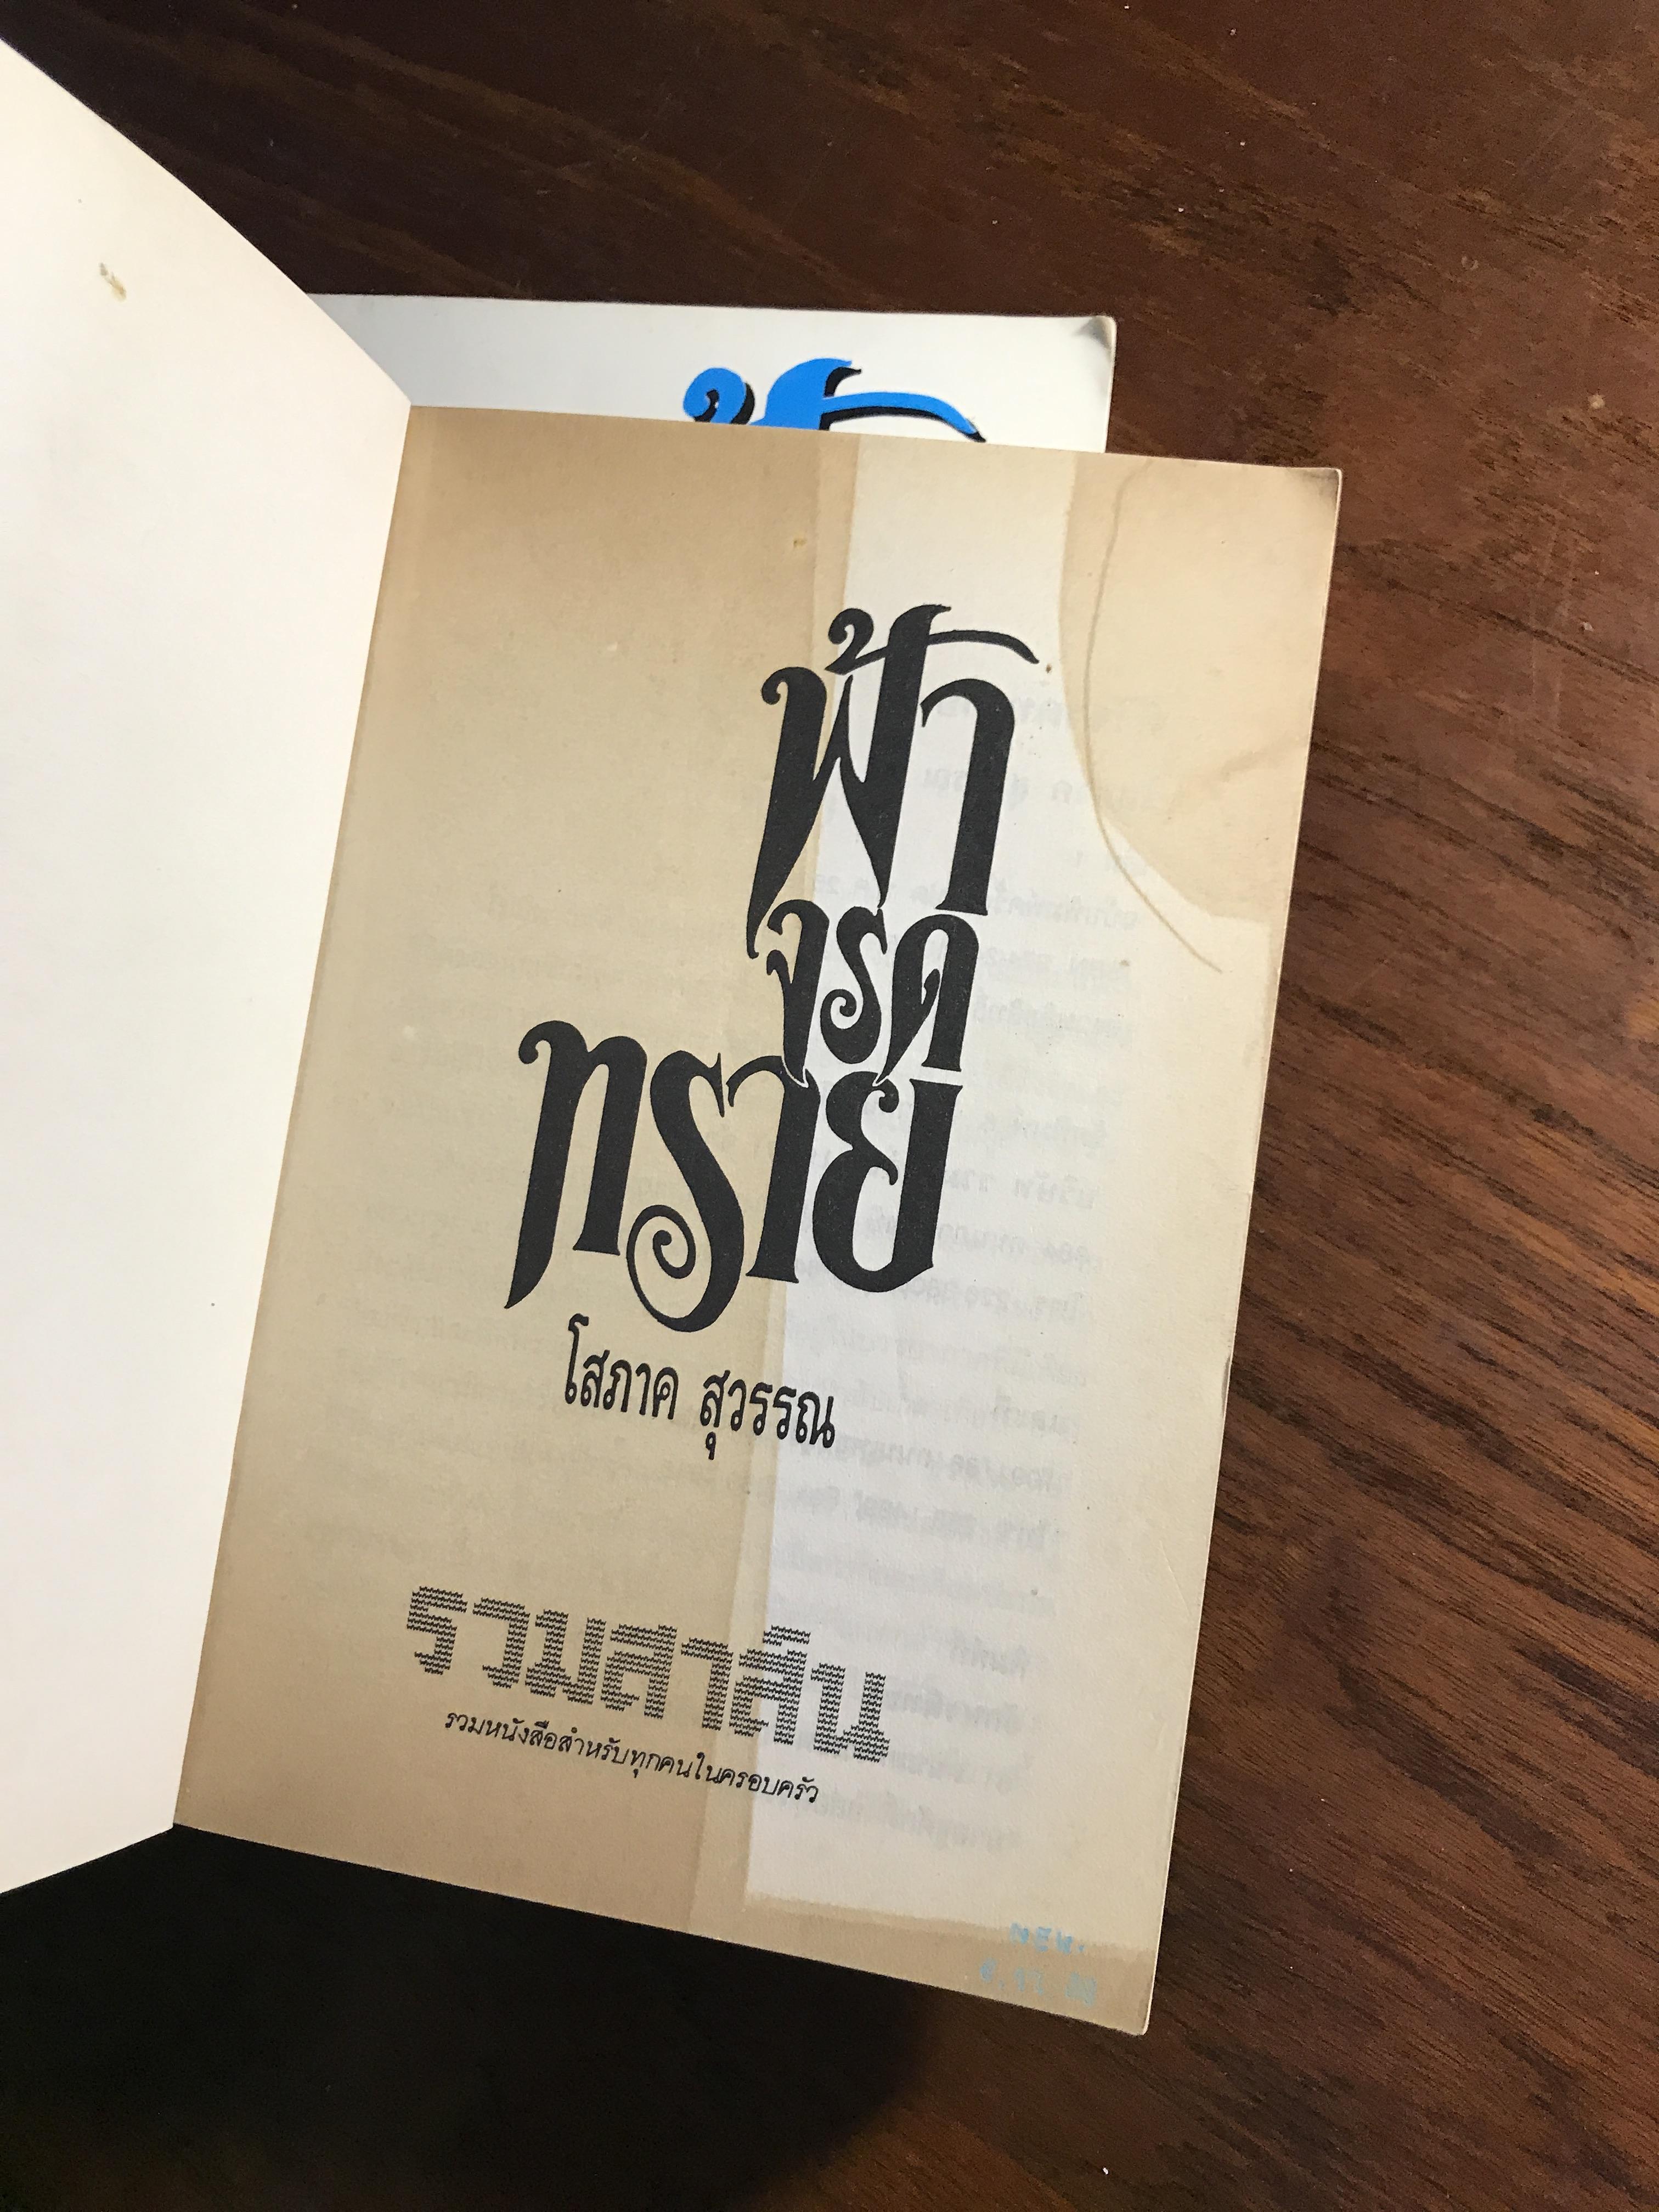 ฟ้า
จรด
ทราย
โสภาค สุวรรณ
รวมสาส์น
รวมหนังสือสำหรับทุกคนในครอบครัว
NEW.